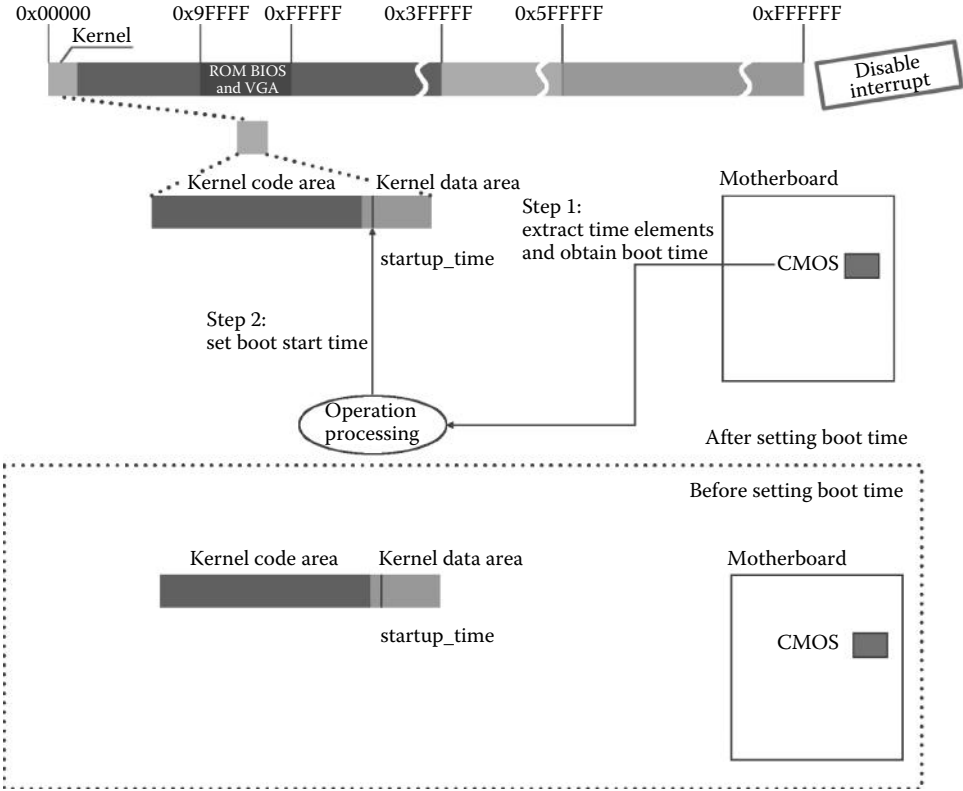 0x00000 0x9FFFF 0xFFFFF 0x3FFFFF 0x5FFFFF 0xFFFFFF
Kernel
ROM BIOS
and VGA
Disable
interrupt
Kernel code area Kernel data area
startup_time
Step 1:
extract time elements
and obtain boot time
Motherboard
CMOS
Step 2:
set boot start time
Operation
processing
After setting boot time
Before setting boot time
Kernel code area Kernel data area
startup_time
Motherboard
CMOS